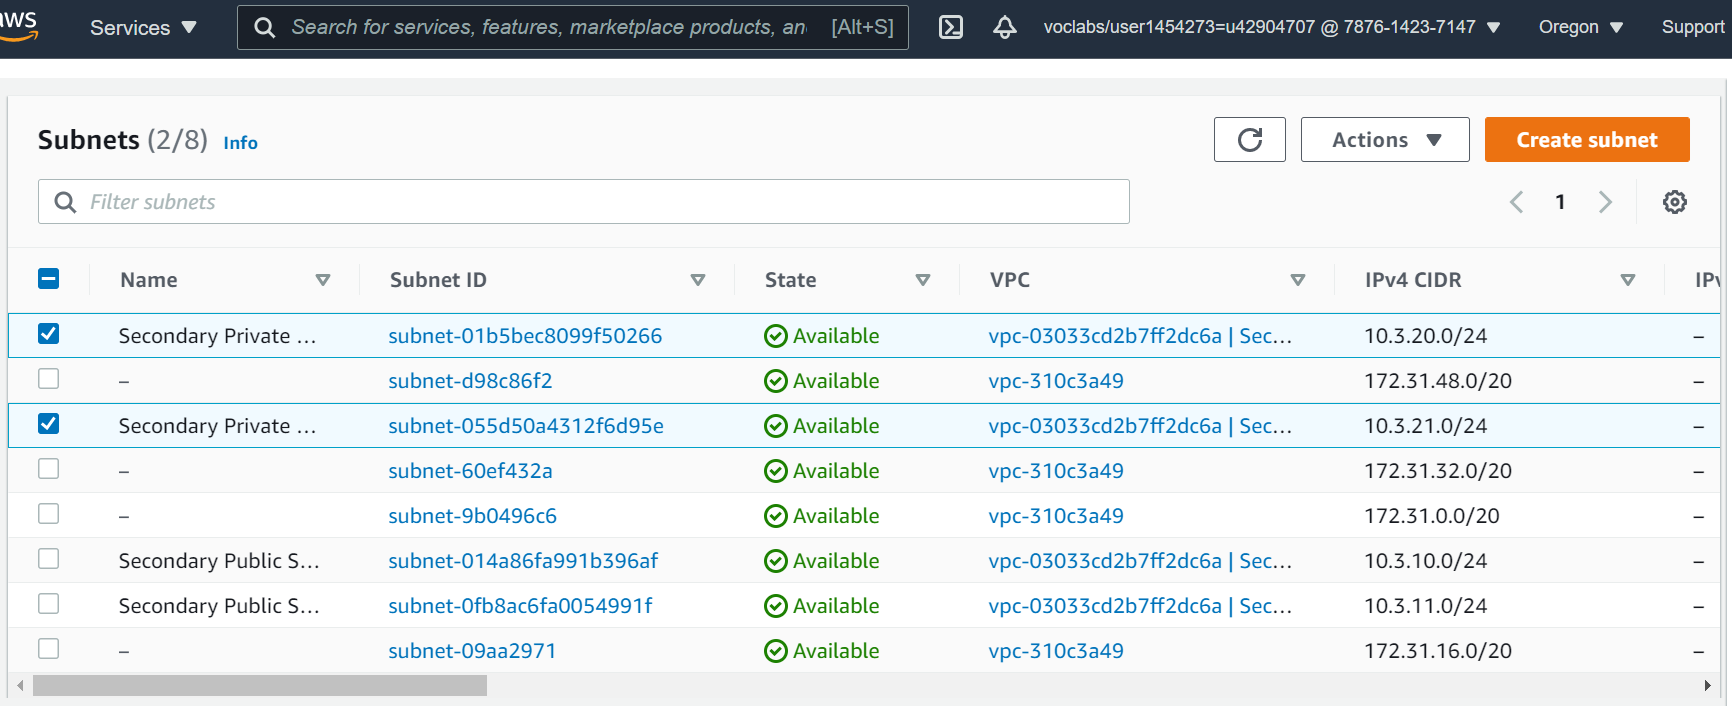 aws Services Search for services, features, marketplace products, an [Alt+S] voclabs/user1454273=u42904707 @ 7876-1423-7147 Oregon Support
Subnets (2/8) Info Actions Create subnet
Filter subnets 1
Name Subnet ID State VPC IPv4 CIDR IPv
Secondary Private ... subnet-01b5bec8099f50266 Available vpc-03033cd2b7ff2dc6a | Sec... 10.3.20.0/24 –
– subnet-d98c86f2 Available vpc-310c3a49 172.31.48.0/20 –
Secondary Private ... subnet-055d50a4312f6d95e Available vpc-03033cd2b7ff2dc6a | Sec... 10.3.21.0/24 –
– subnet-60ef432a Available vpc-310c3a49 172.31.32.0/20 –
– subnet-9b0496c6 Available vpc-310c3a49 172.31.0.0/20 –
Secondary Public S... subnet-014a86fa991b396af Available vpc-03033cd2b7ff2dc6a | Sec... 10.3.10.0/24 –
Secondary Public S... subnet-0fb8ac6fa0054991f Available vpc-03033cd2b7ff2dc6a | Sec... 10.3.11.0/24 –
– subnet-09aa2971 Available vpc-310c3a49 172.31.16.0/20 –